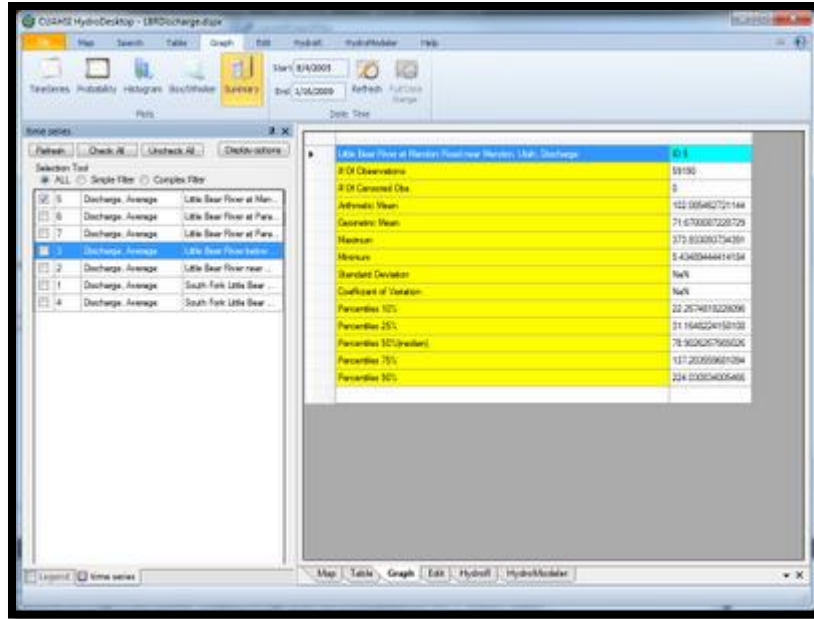 CUAHSI HydroDesktop - LBRDischarge.dspx
Map Search Table Graph Edit HydroR HydroModeler Help
Start 8/4/2005
TimeSeries Probability Histogram Box/Whisker Summary End Refresh Full Date Range
Plots Date Time
time series
Refresh Check All Uncheck All Display options
Selection Tool
ALL Simple Filter Complex Filter
5 Discharge, Average Little Bear River at Men...
6 Discharge, Average Little Bear River at Para...
7 Discharge, Average Little Bear River at Para...
3 Discharge, Average Little Bear River below ...
2 Discharge, Average Little Bear River near ...
1 Discharge, Average South Fork Little Bear ...
4 Discharge, Average South Fork Little Bear ...
Little Bear River at Mendon Road near Mendon, Utah, Discharge ID:5
# Of Observations 59190
# Of Censored Obs 0
Arithmetic Mean
Geometric Mean
Maximum
Minimum
Standard Deviation NaN
Coefficient of Variation NaN
Percentiles 10%
Percentiles 25%
Percentiles 50%(median)
Percentiles 75%
Percentiles 90%
Legend time series
Map Table Graph Edit HydroR HydroModeler